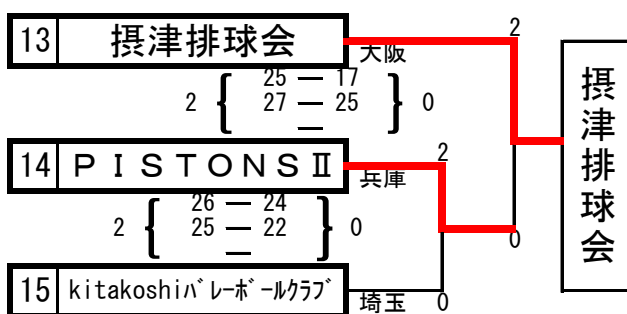 13 摂津排球会 大阪 2
2 { 25 ― 17 } 0
27 ― 25
―
14 ＰＩＳＴＯＮＳⅡ 兵庫 2
2 { 26 ― 24 } 0
25 ― 22
―
0
15 kitakoshiﾊﾞﾚｰﾎﾞｰﾙｸﾗﾌﾞ 埼玉 0
摂津排球会